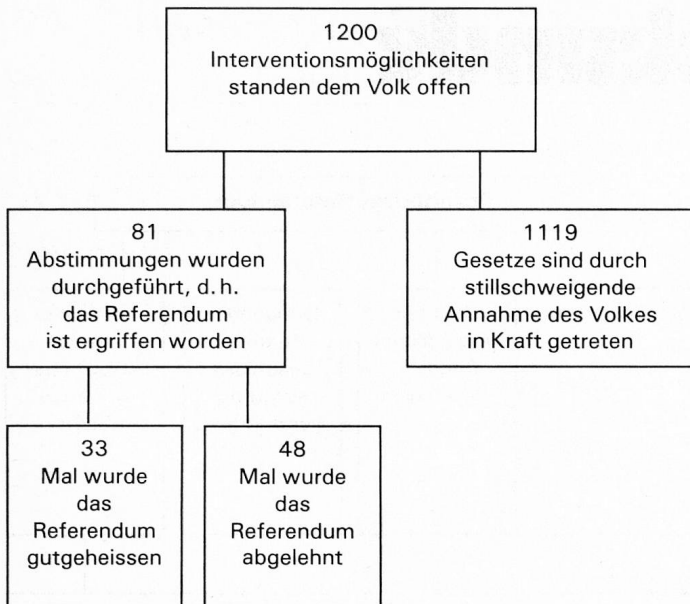 1200
Interventionsmöglichkeiten
standen dem Volk offen
81
Abstimmungen wurden
durchgeführt, d. h.
das Referendum
ist ergriffen worden
1119
Gesetze sind durch
stillschweigende
Annahme des Volkes
in Kraft getreten
33
Mal wurde
das
Referendum
gutgeheissen
48
Mal wurde
das
Referendum
abgelehnt